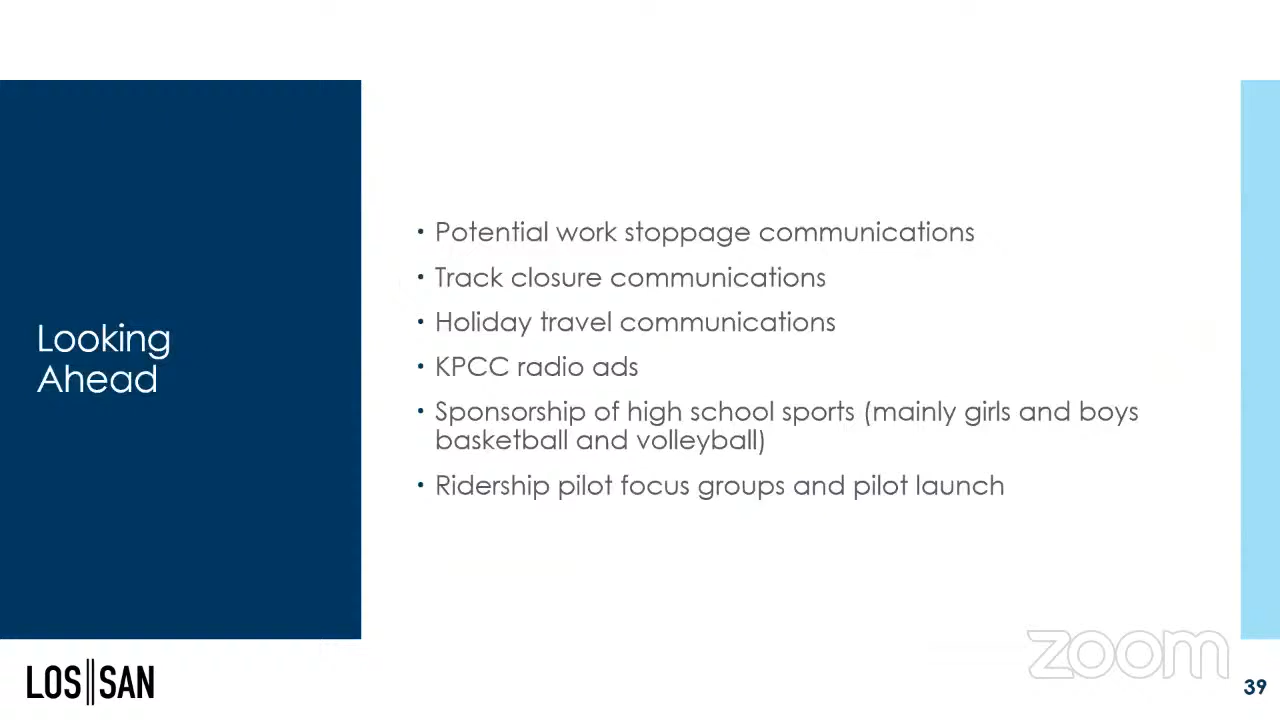 Looking
Ahead
• Potential work stoppage communications
• Track closure communications
• Holiday travel communications
• KPCC radio ads
• Sponsorship of high school sports (mainly girls and boys
basketball and volleyball)
• Ridership pilot focus groups and pilot launch
LOS||SAN
zoom
39